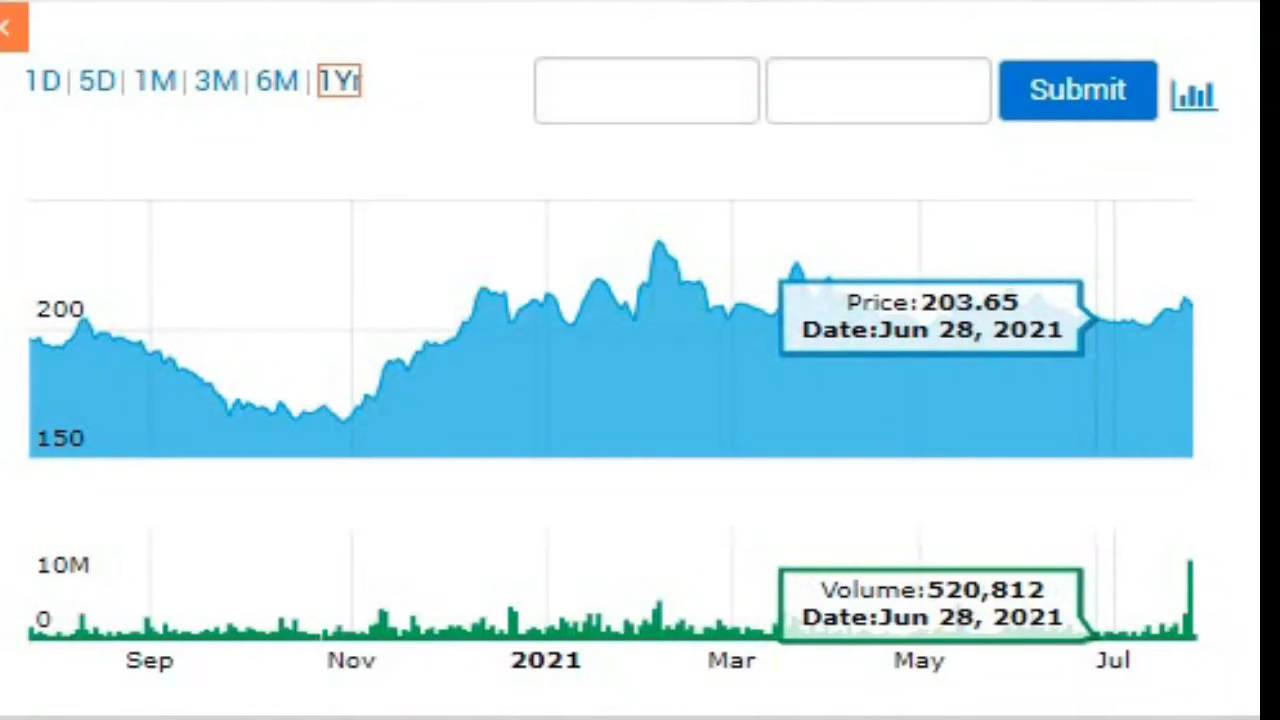 1D | 5D | 1M | 3M | 6M | 1Yr
Submit
200
150
Price:203.65
Date:Jun 28, 2021
10M
0
Volume:520,812
Date:Jun 28, 2021
Sep Nov 2021 Mar May Jul